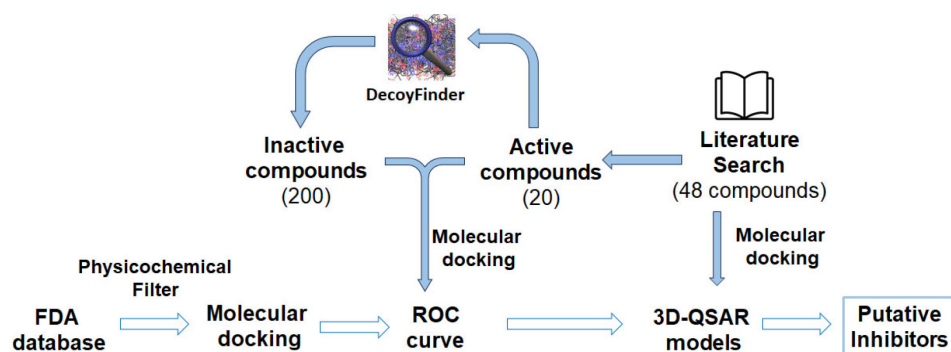 DecoyFinder
Inactive
compounds
(200)
Active
compounds
(20)
Literature
Search
(48 compounds)
Molecular
docking
Molecular
docking
Physicochemical
Filter
FDA
database
Molecular
docking
ROC
curve
3D-QSAR
models
Putative
Inhibitors